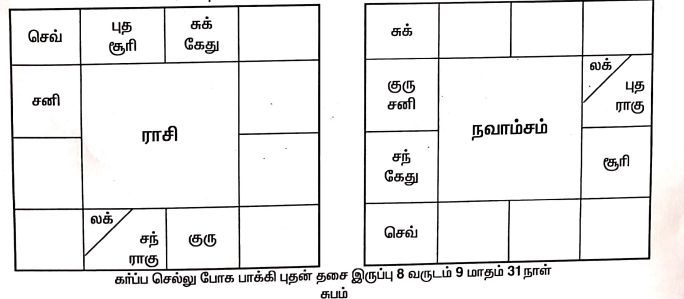 செவ்
புத
சூரி
சுக்
கேது
சனி
ராசி
லக்
சந்
ராகு
குரு
சுக்
குரு
சனி
லக்
புத
ராகு
நவாம்சம்
சந்
கேது
சூரி
செவ்
கர்ப்ப செல்லு போக பாக்கி புதன் தசை இருப்பு 8 வருடம் 9 மாதம் 31 நாள்
சுபம்